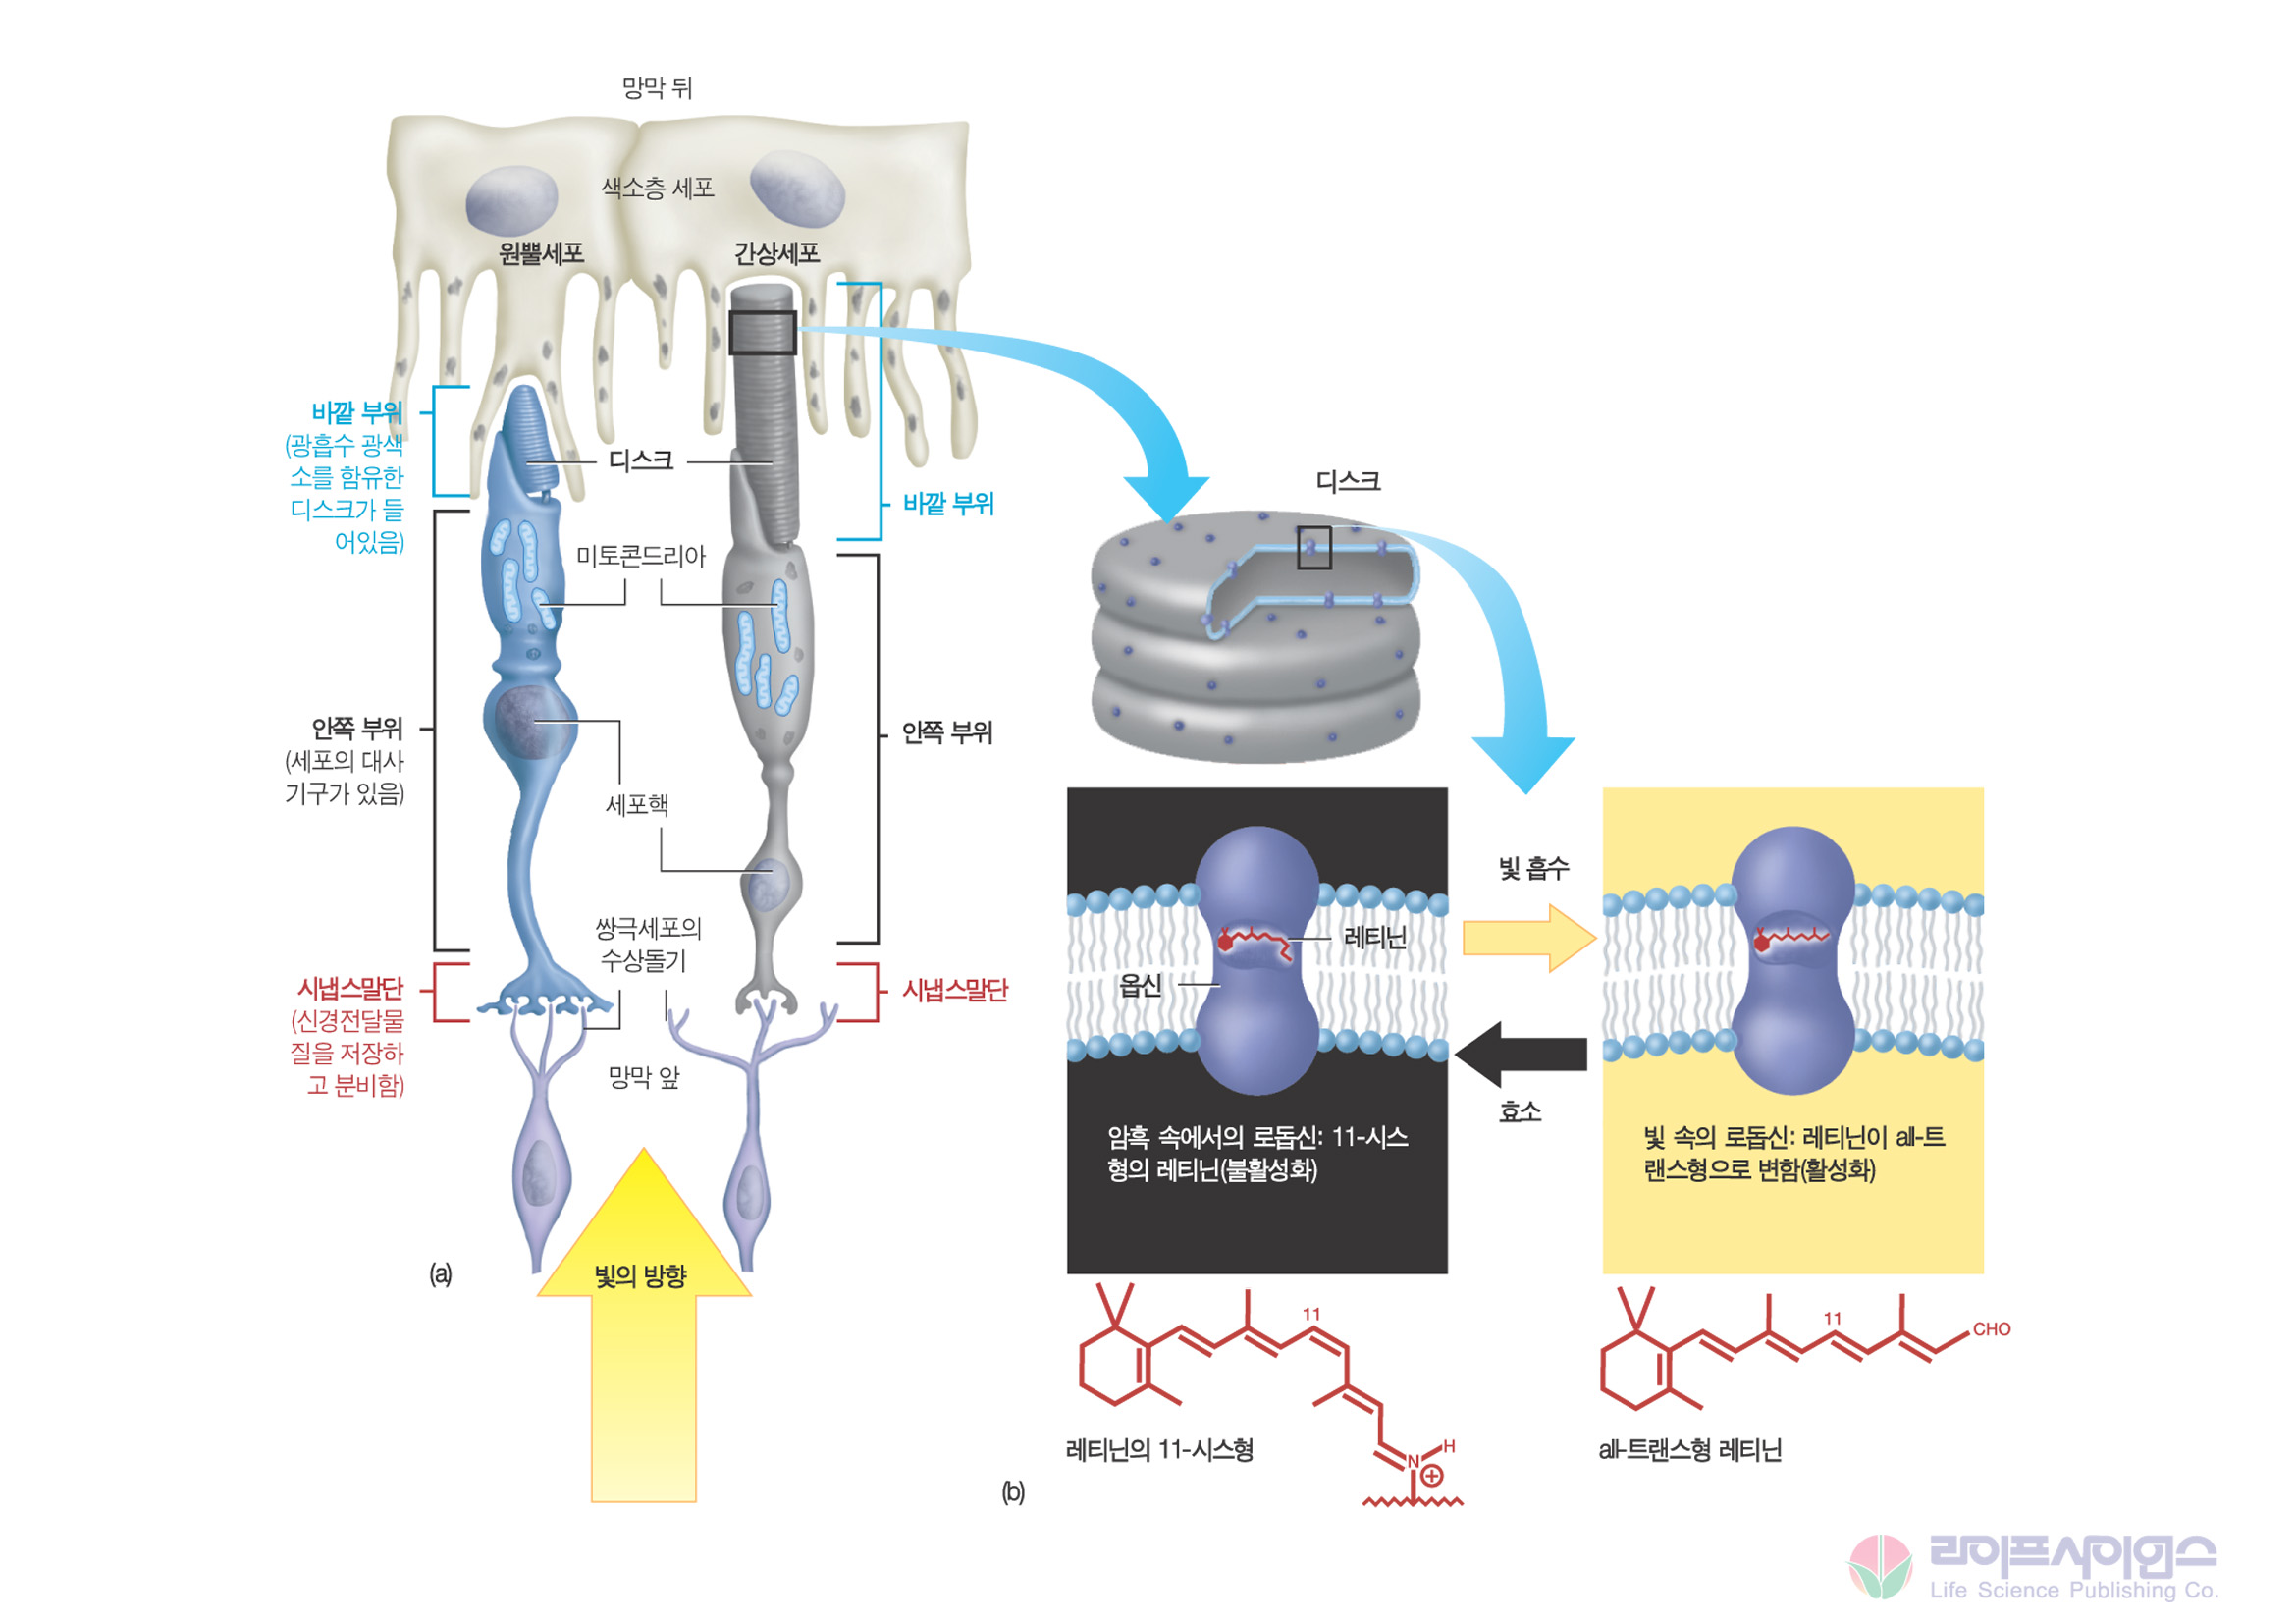 망막 뒤
색소층 세포
원뿔세포
간상세포
바깥 부위
(광흡수 광색
소를 함유한
디스크가 들
어있음)
디스크
바깥 부위
미토콘드리아
안쪽 부위
(세포의 대사
기구가 있음)
안쪽 부위
세포핵
쌍극세포의
수상돌기
시냅스말단
(신경전달물
질을 저장하
고 분비함)
시냅스말단
망막 앞
빛의 방향
(a)
디스크
빛 흡수
레티닌
옵신
효소
암흑 속에서의 로돕신: 11-시스
형의 레티닌(불활성화)
빛 속의 로돕신: 레티닌이 all-트
랜스형으로 변함(활성화)
11
H
N
+
레티닌의 11-시스형
11
CHO
all-트랜스형 레티닌
(b)
라이프사이언스
Life Science Publishing Co.